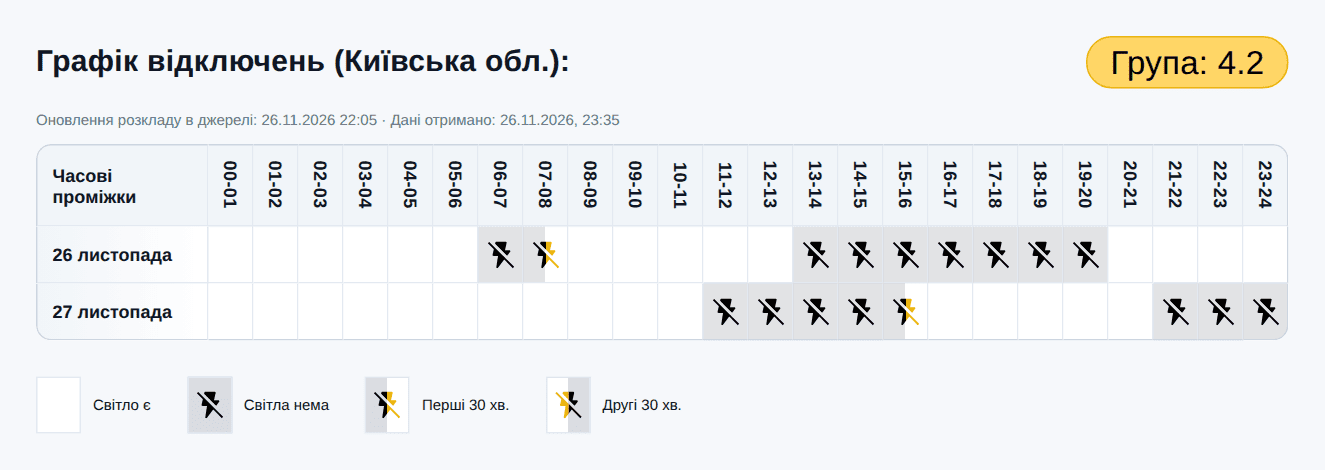 Графік відключень (Київська обл.):
Група: 4.2
Оновлення розкладу в джерелі: 26.11.2026 22:05 · Дані отримано: 26.11.2026, 23:35
Часові
проміжки
00-01
01-02
02-03
03-04
04-05
05-06
06-07
07-08
08-09
09-10
10-11
11-12
12-13
13-14
14-15
15-16
16-17
17-18
18-19
19-20
20-21
21-22
22-23
23-24
26 листопада
27 листопада
Світло є
Світла нема
Перші 30 хв.
Другі 30 хв.